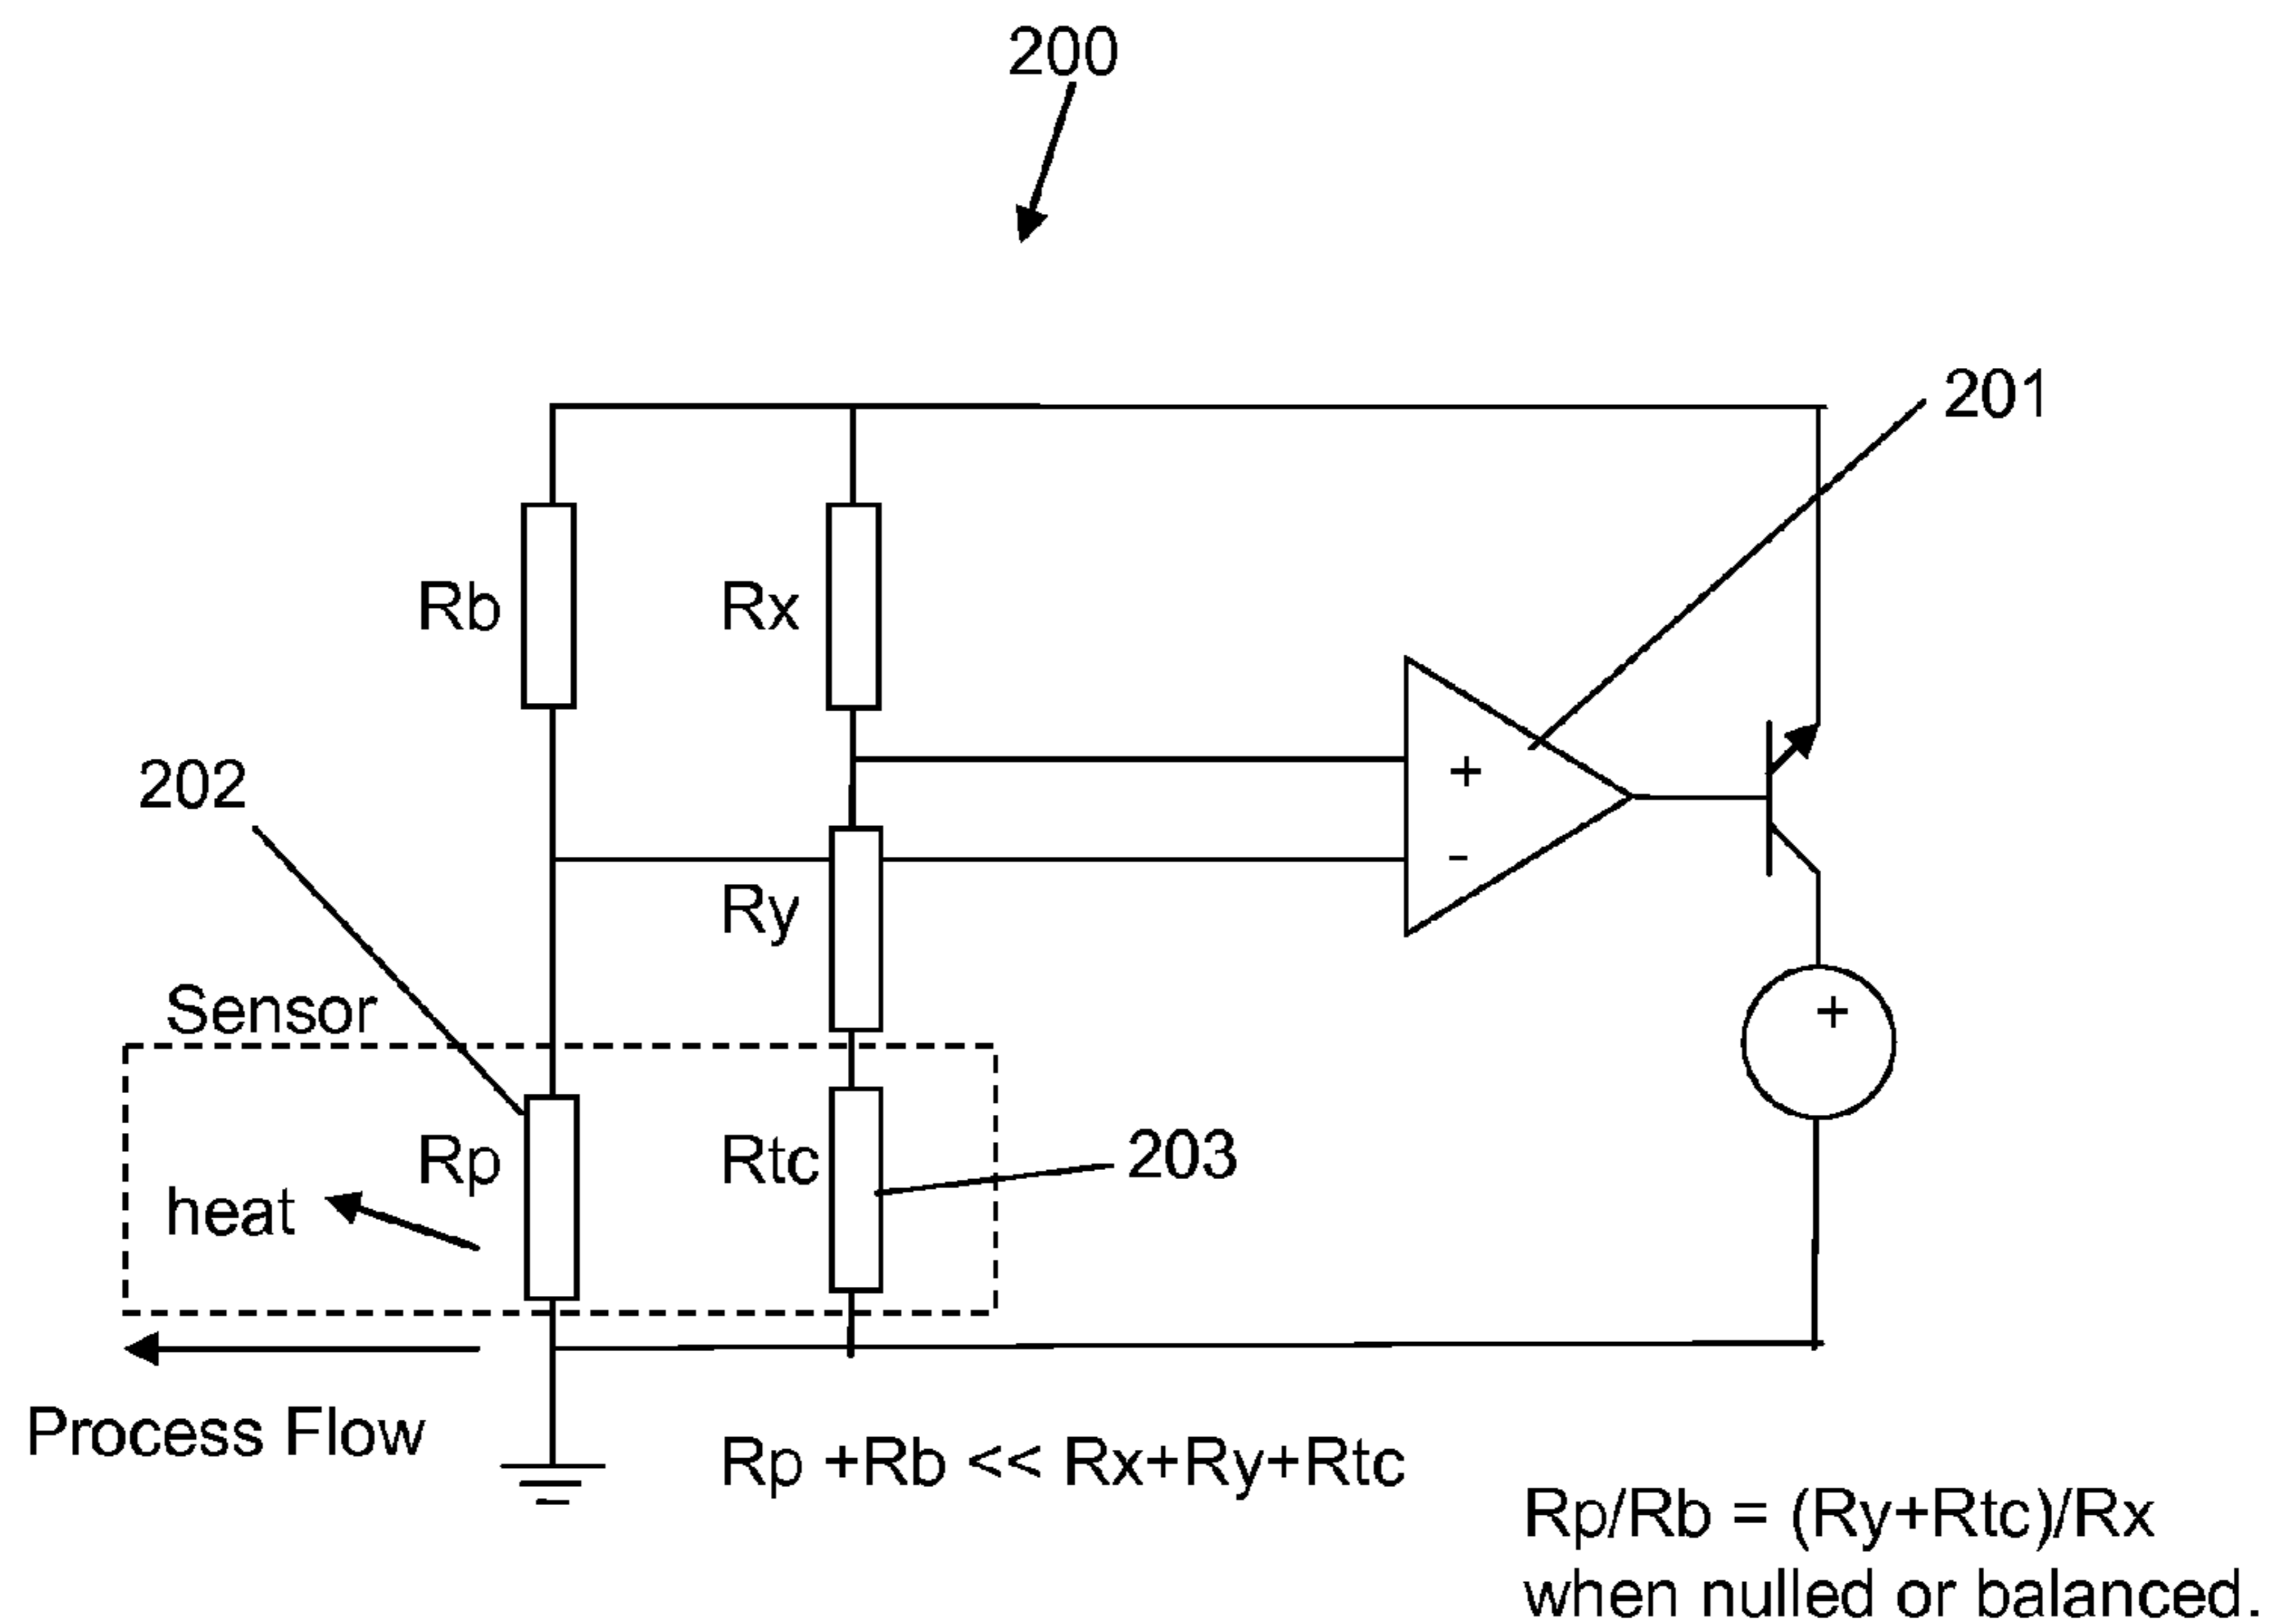 200
201
Rb
Rx
+
202
-
Ry
Sensor
+
Rp
Rtc
203
heat
Process Flow
Rp +Rb << Rx+Ry+Rtc
Rp/Rb = (Ry+Rtc)/Rx
when nulled or balanced.